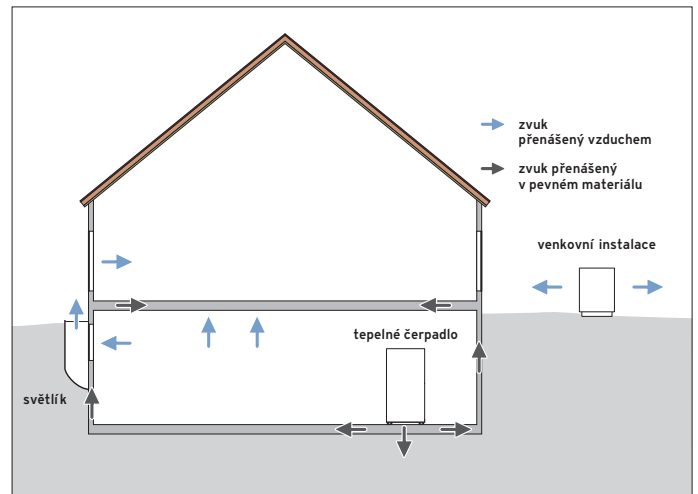 zvuk
přenášený vzduchem
zvuk přenášený
v pevném materiálu
venkovní instalace
tepelné čerpadlo
světlík